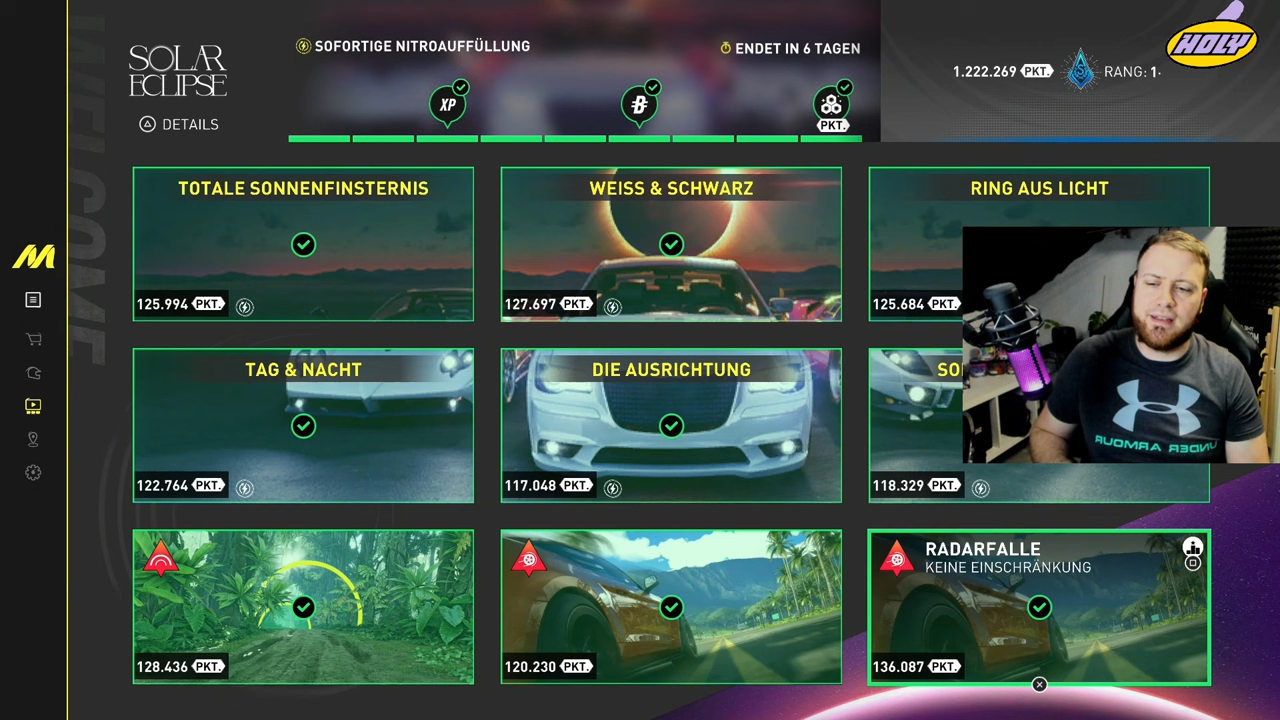 WELCOME
SOLAR
ECLIPSE
DETAILS
SOFORTIGE NITROAUFFÜLLUNG
ENDET IN 6 TAGEN
XP
PKT.
1.222.269 PKT.
RANG: 1
HOLY
TOTALE SONNENFINSTERNIS
125.994 PKT.
WEISS & SCHWARZ
127.697 PKT.
RING AUS LICHT
125.684 PKT.
TAG & NACHT
122.764 PKT.
DIE AUSRICHTUNG
117.048 PKT.
118.329 PKT.
UNDER ARMOUR
128.436 PKT.
120.230 PKT.
RADARFALLE
KEINE EINSCHRÄNKUNG
136.087 PKT.